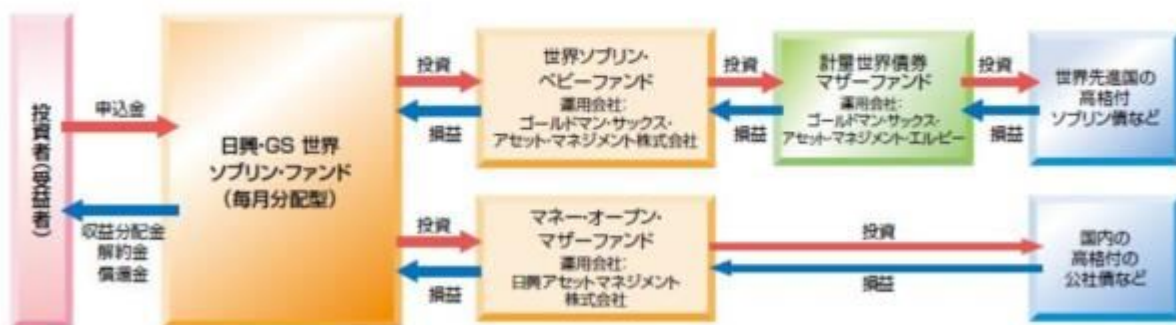 投資者(受益者)
申込金
収益分配金
解約金
償還金
日興・GS 世界
ソブリン・ファンド
(毎月分配型)
投資
損益
世界ソブリン・
ベビーファンド
運用会社:
ゴールドマン・サックス・
アセット・マネジメント株式会社
投資
損益
計量世界債券
マザーファンド
運用会社:
ゴールドマン・サックス・
アセット・マネジメント・エルピー
投資
損益
世界先進国の
高格付
ソブリン債など
投資
損益
マネー・オープン・
マザーファンド
運用会社:
日興アセットマネジメント
株式会社
投資
損益
国内の
高格付の
公社債など